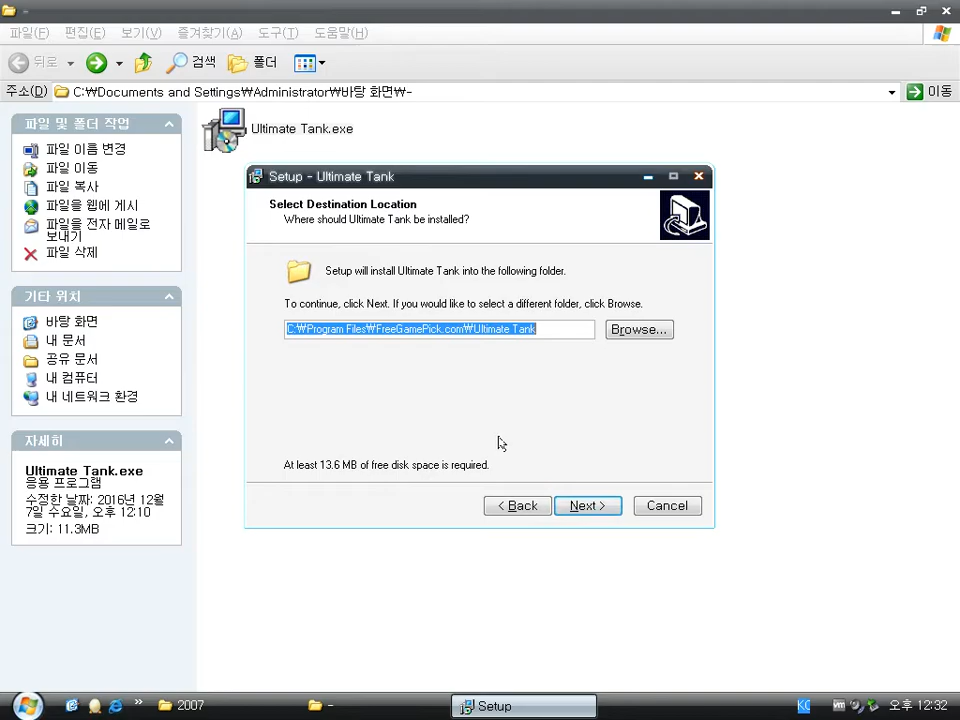 -
파일(F) 편집(E) 보기(V) 즐겨찾기(A) 도구(T) 도움말(H)
뒤로 검색 폴더
주소(D) C:₩Documents and Settings₩Administrator₩바탕 화면₩- 이동
파일 및 폴더 작업
파일 이름 변경
파일 이동
파일 복사
파일을 웹에 게시
파일을 전자 메일로
보내기
파일 삭제
기타 위치
바탕 화면
내 문서
공유 문서
내 컴퓨터
내 네트워크 환경
자세히
Ultimate Tank.exe
응용 프로그램
수정한 날짜: 2016년 12월
7일 수요일, 오후 12:10
크기: 11.3MB
Ultimate Tank.exe
Setup - Ultimate Tank
Select Destination Location
Where should Ultimate Tank be installed?
Setup will install Ultimate Tank into the following folder.
To continue, click Next. If you would like to select a different folder, click Browse.
C:₩Program Files₩FreeGamePick.com₩Ultimate Tank Browse...
At least 13.6 MB of free disk space is required.
< Back Next > Cancel
» 2007 - Setup KC vm 오후 12:32